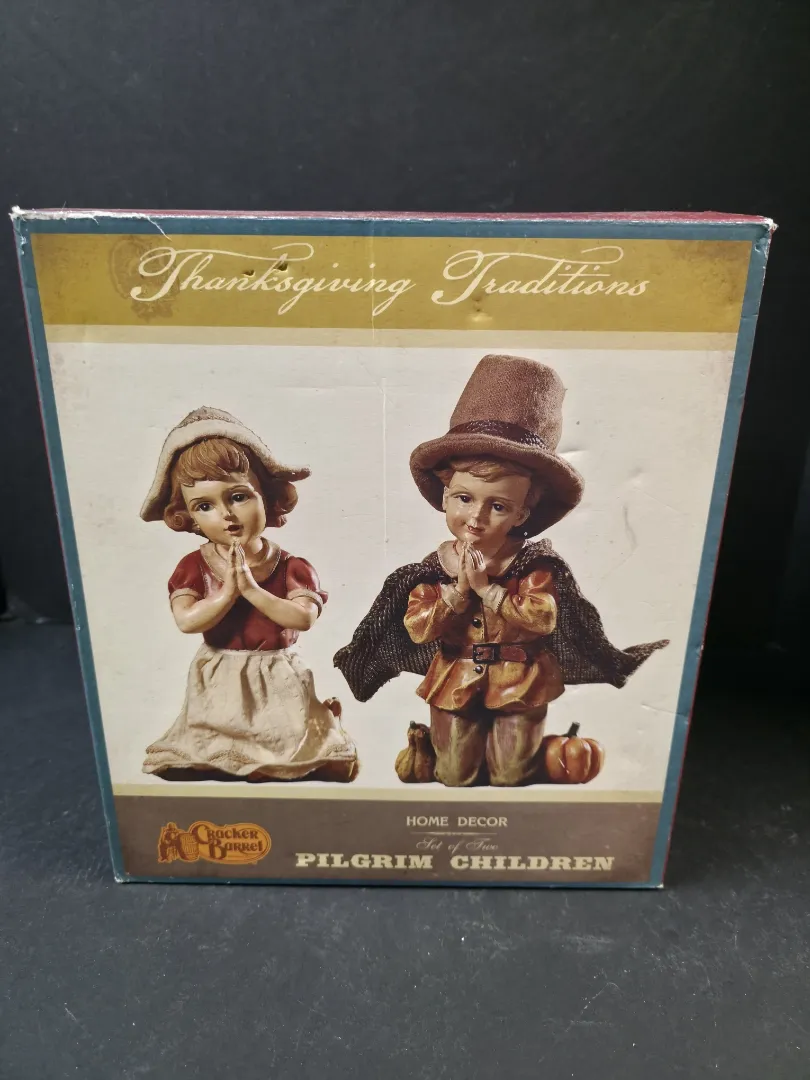 Thanksgiving Traditions
Cracker
Barrel
HOME DECOR
Set of Two
PILGRIM CHILDREN